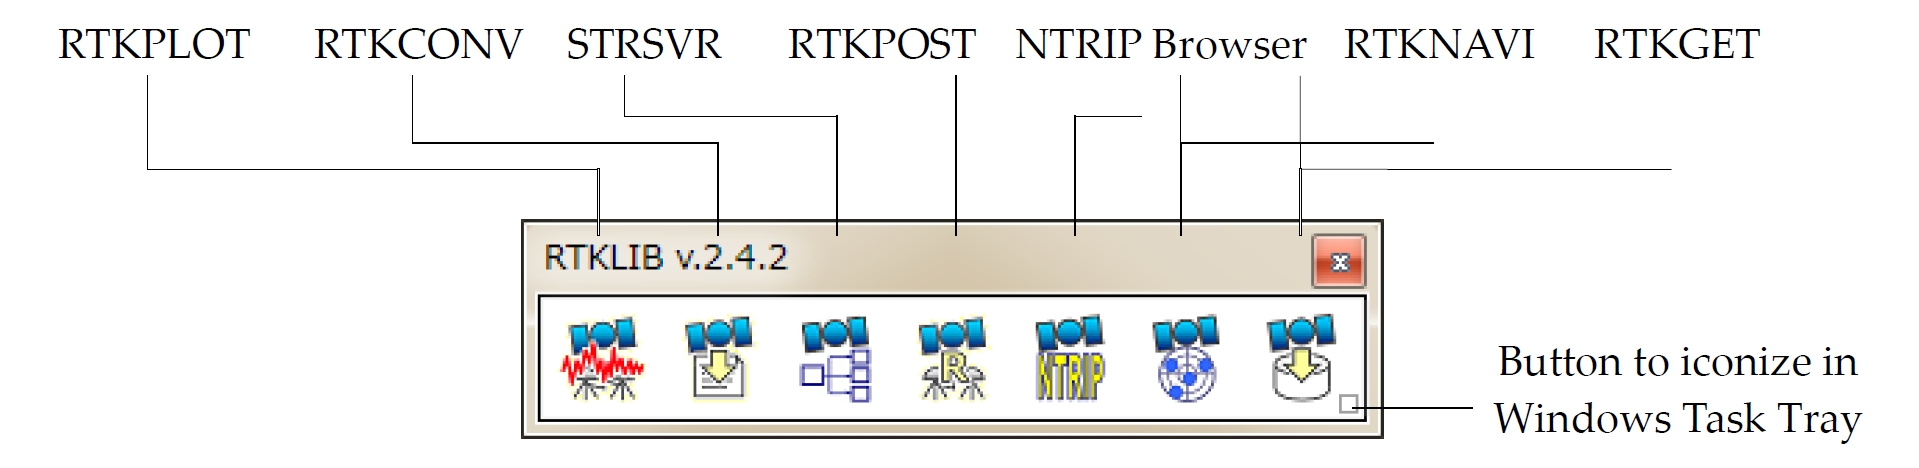 RTKPLOT RTKCONV STRSVR RTKPOST NTRIP Browser RTKNAVI RTKGET
RTKLIB v.2.4.2
x
R
NTRIP
Button to iconize in
Windows Task Tray